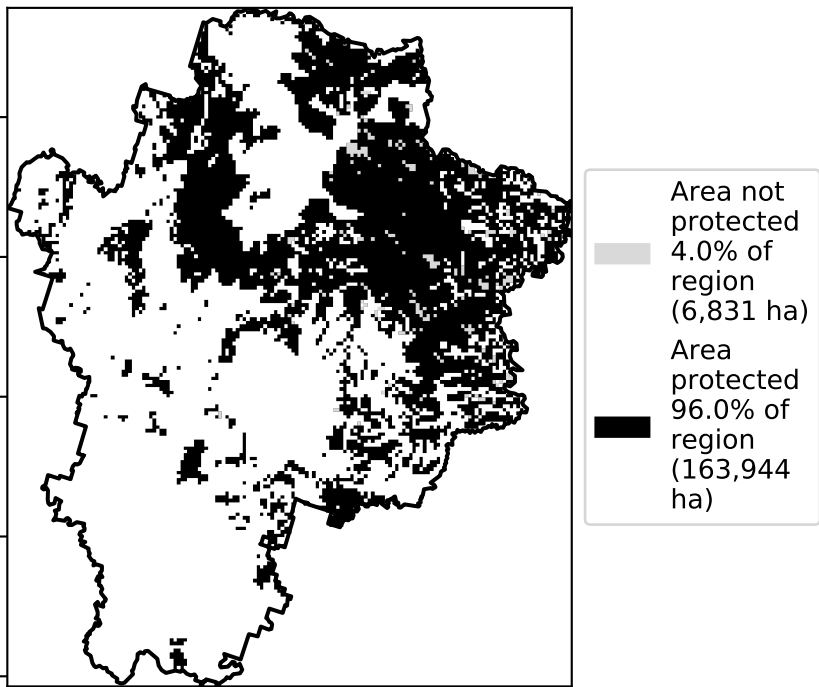 Area not
protected
4.0% of
region
(6,831 ha)
Area
protected
96.0% of
region
(163,944
ha)